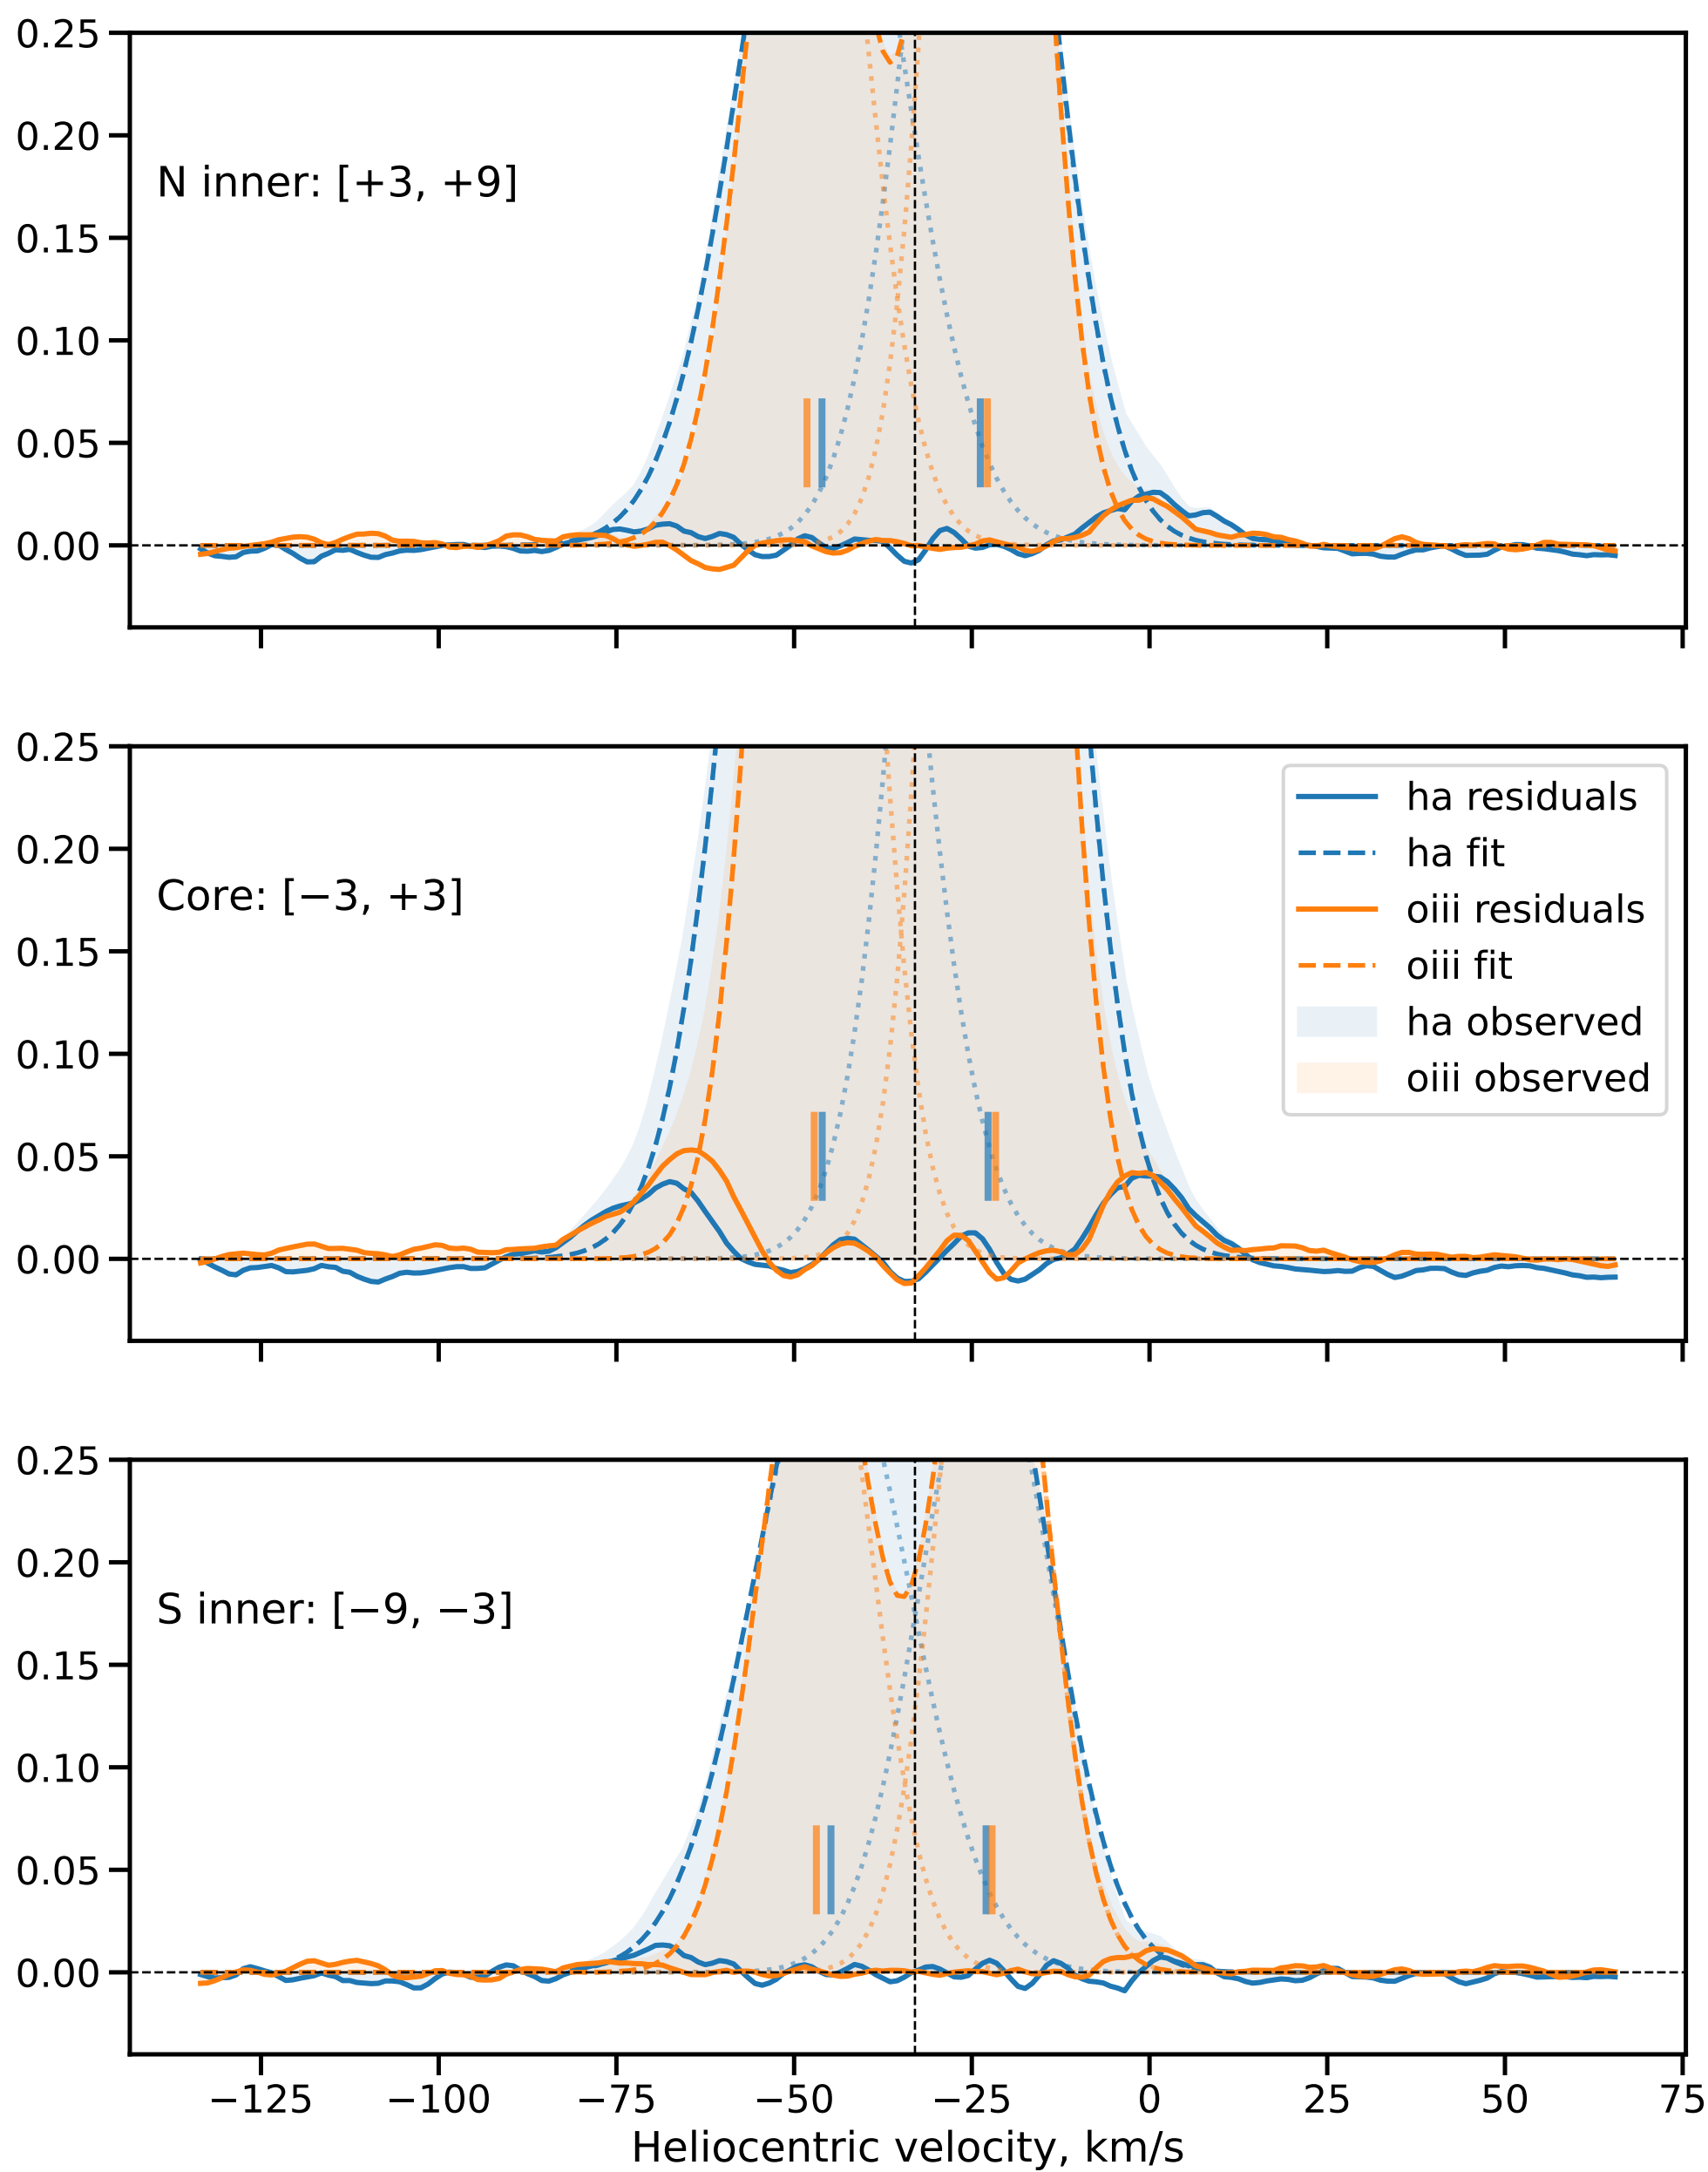 0.25
0.20
0.15
0.10
0.05
0.00
N inner: [+3, +9]
0.25
0.20
0.15
0.10
0.05
0.00
Core: [−3, +3]
ha residuals
ha fit
oiii residuals
oiii fit
ha observed
oiii observed
0.25
0.20
0.15
0.10
0.05
0.00
S inner: [−9, −3]
−125 −100 −75 −50 −25 0 25 50 75
Heliocentric velocity, km/s